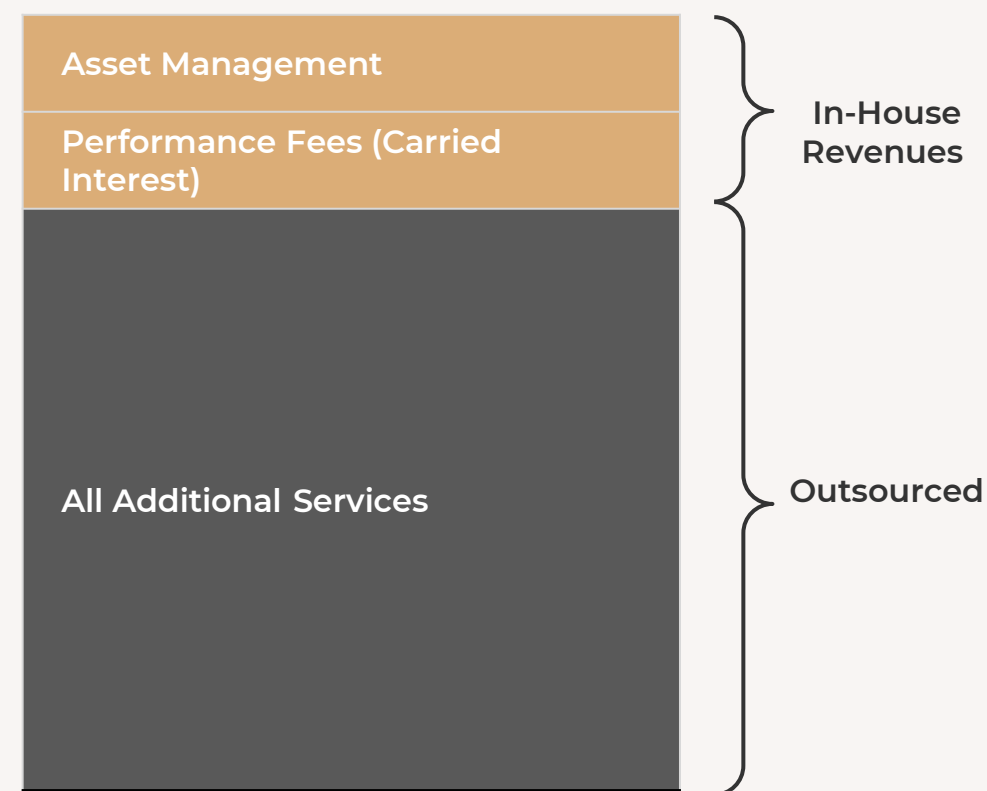 Asset Management
Performance Fees (Carried
Interest)
In-House
Revenues
All Additional Services
Outsourced